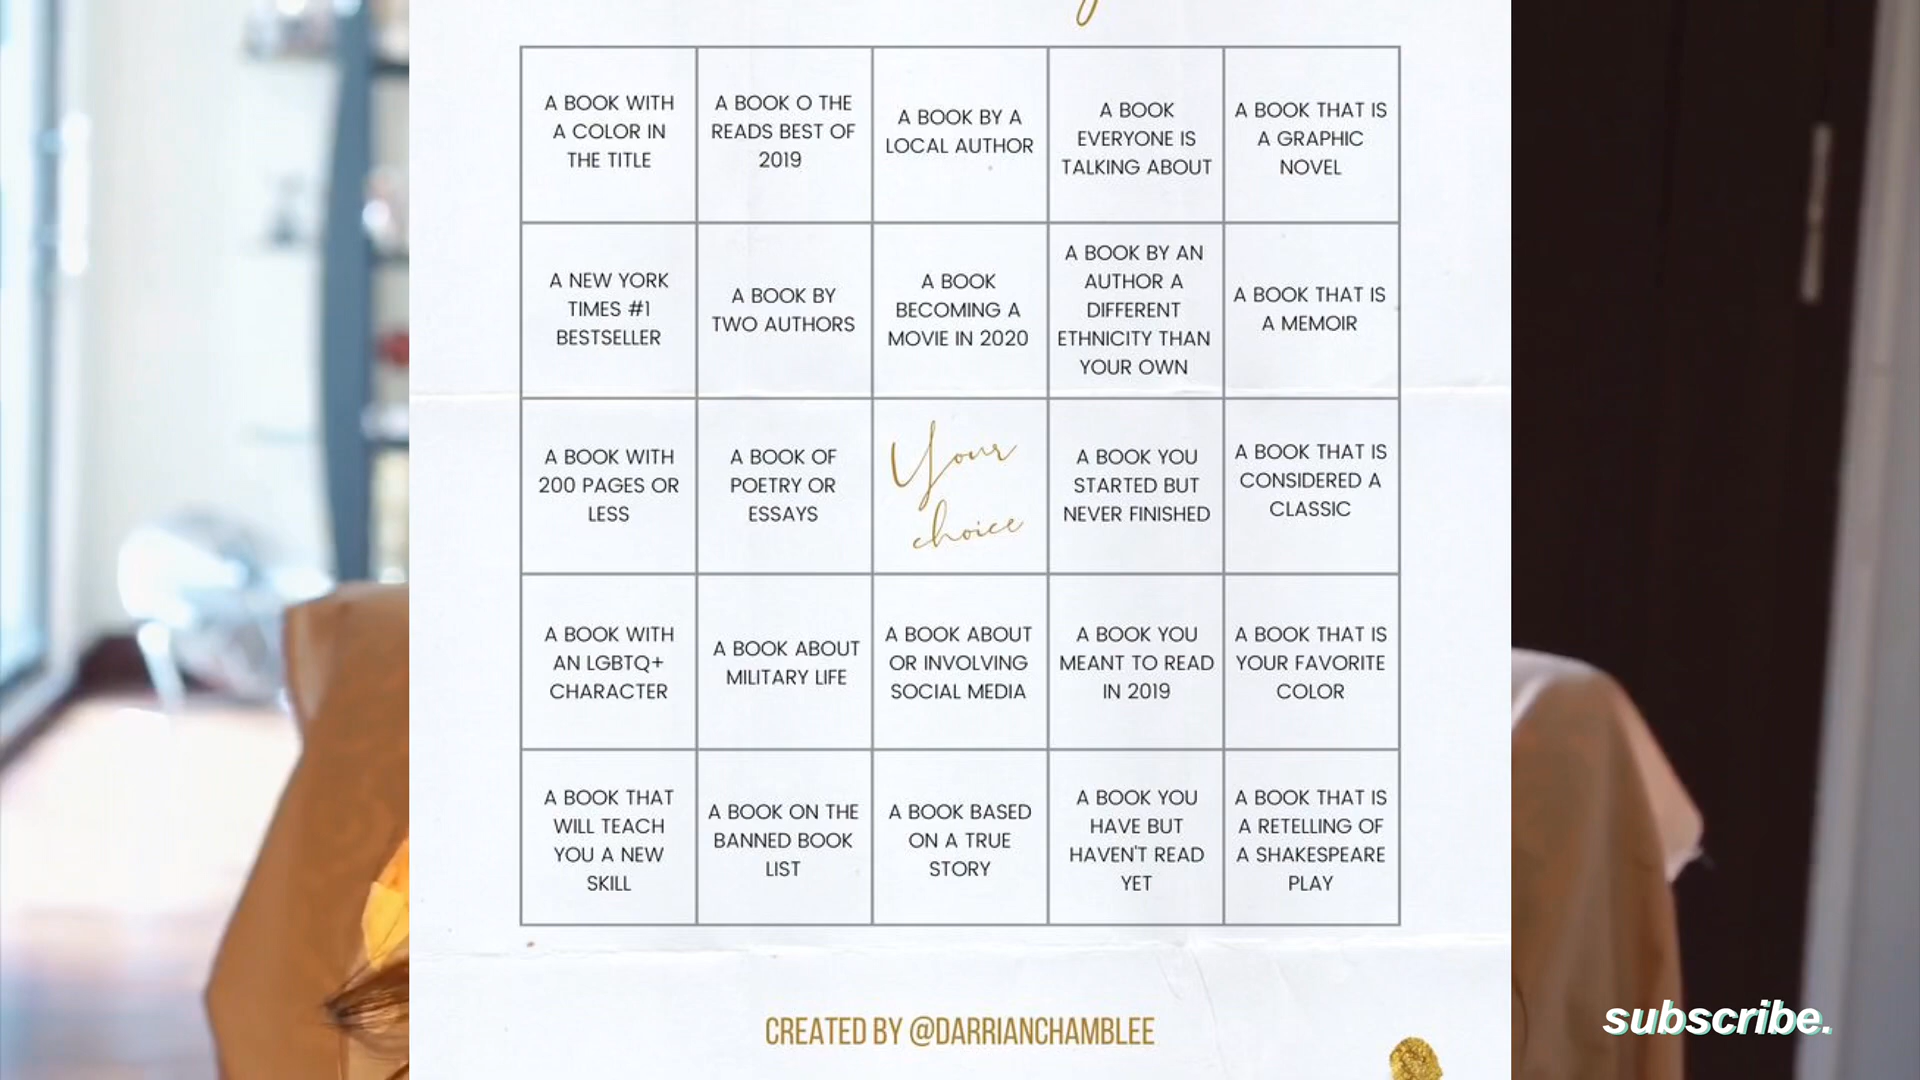 A BOOK WITH
A COLOR IN
THE TITLE
A BOOK O THE
READS BEST OF
2019
A BOOK BY A
LOCAL AUTHOR
A BOOK
EVERYONE IS
TALKING ABOUT
A BOOK THAT IS
A GRAPHIC
NOVEL
A NEW YORK
TIMES #1
BESTSELLER
A BOOK BY
TWO AUTHORS
A BOOK
BECOMING A
MOVIE IN 2020
A BOOK BY AN
AUTHOR A
DIFFERENT
ETHNICITY THAN
YOUR OWN
A BOOK THAT IS
A MEMOIR
A BOOK WITH
200 PAGES OR
LESS
A BOOK OF
POETRY OR
ESSAYS
Your
choice
A BOOK YOU
STARTED BUT
NEVER FINISHED
A BOOK THAT IS
CONSIDERED A
CLASSIC
A BOOK WITH
AN LGBTQ+
CHARACTER
A BOOK ABOUT
MILITARY LIFE
A BOOK ABOUT
OR INVOLVING
SOCIAL MEDIA
A BOOK YOU
MEANT TO READ
IN 2019
A BOOK THAT IS
YOUR FAVORITE
COLOR
A BOOK THAT
WILL TEACH
YOU A NEW
SKILL
A BOOK ON THE
BANNED BOOK
LIST
A BOOK BASED
ON A TRUE
STORY
A BOOK YOU
HAVE BUT
HAVEN'T READ
YET
A BOOK THAT IS
A RETELLING OF
A SHAKESPEARE
PLAY
CREATED BY @DARRIANCHAMBLEE
subscribe.